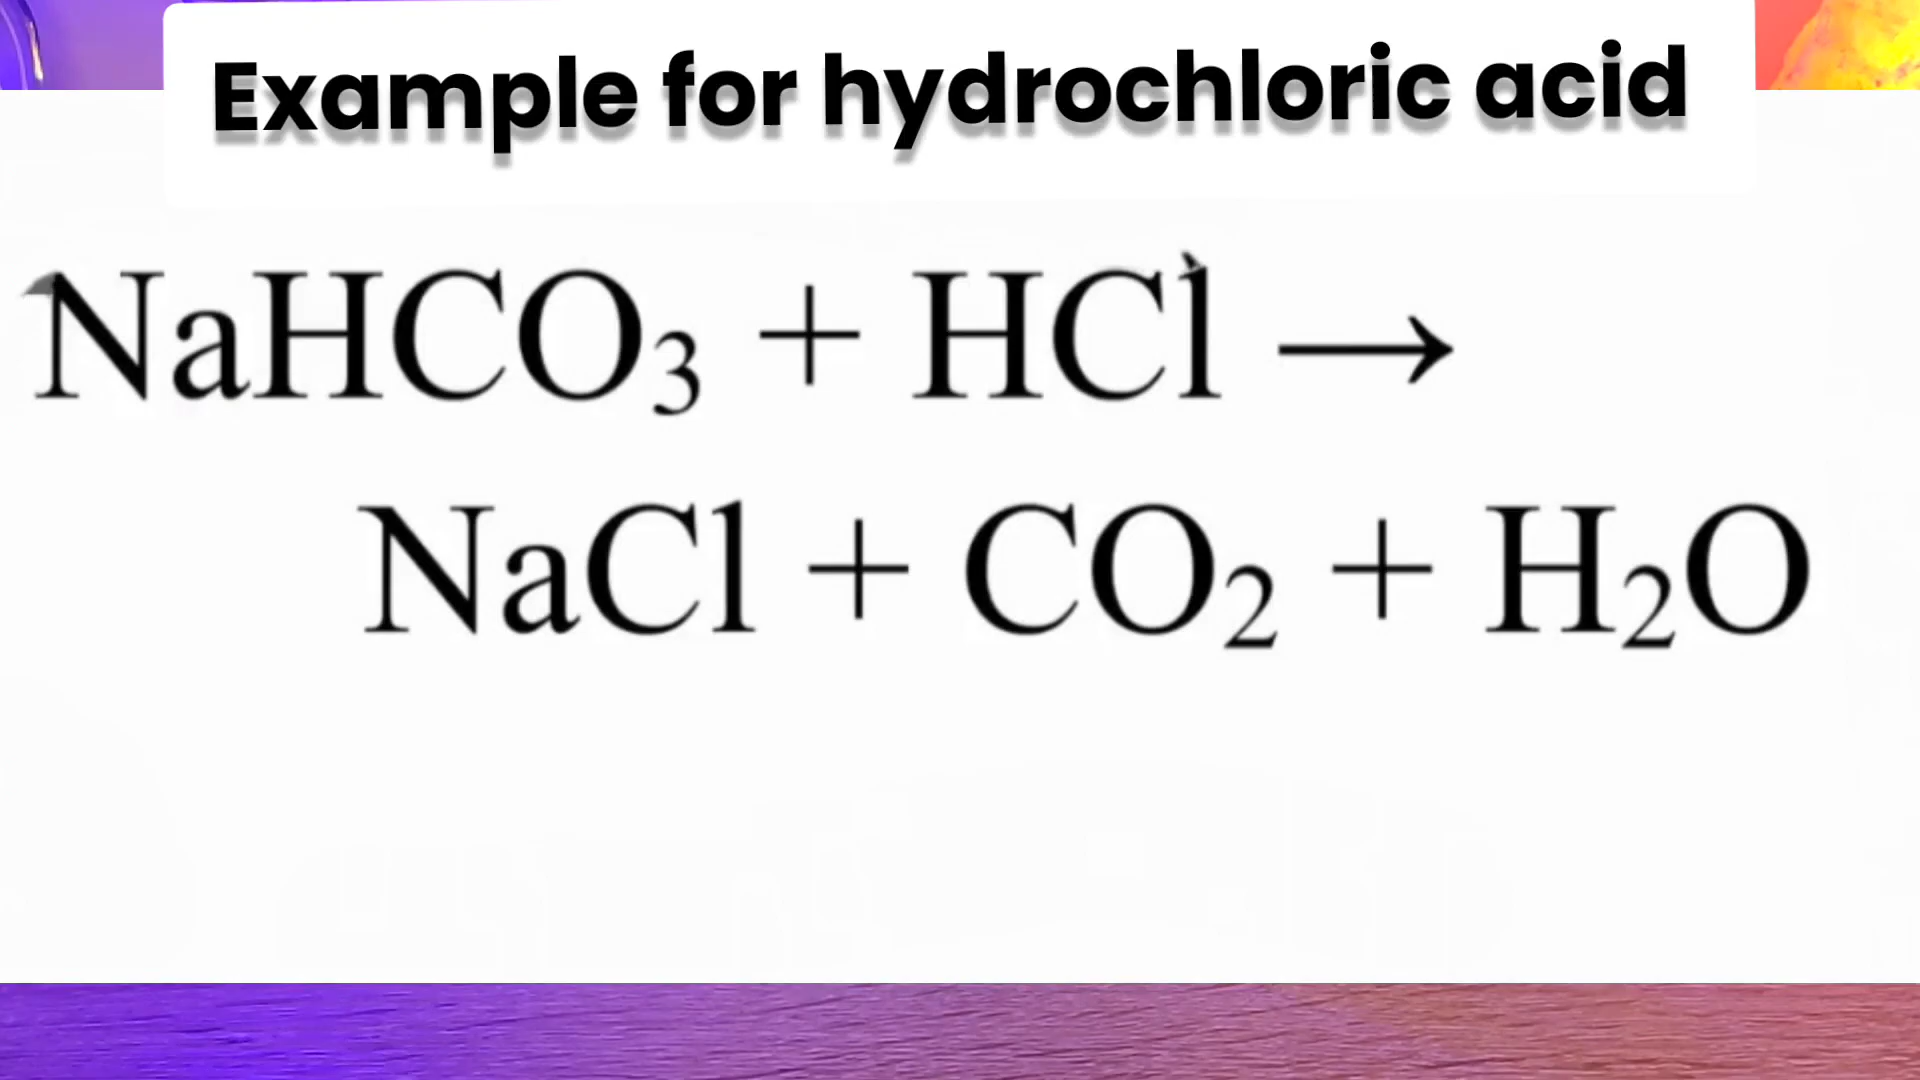 Example for hydrochloric acid
NaHCO₃ + HCl →
NaCl + CO₂ + H₂O